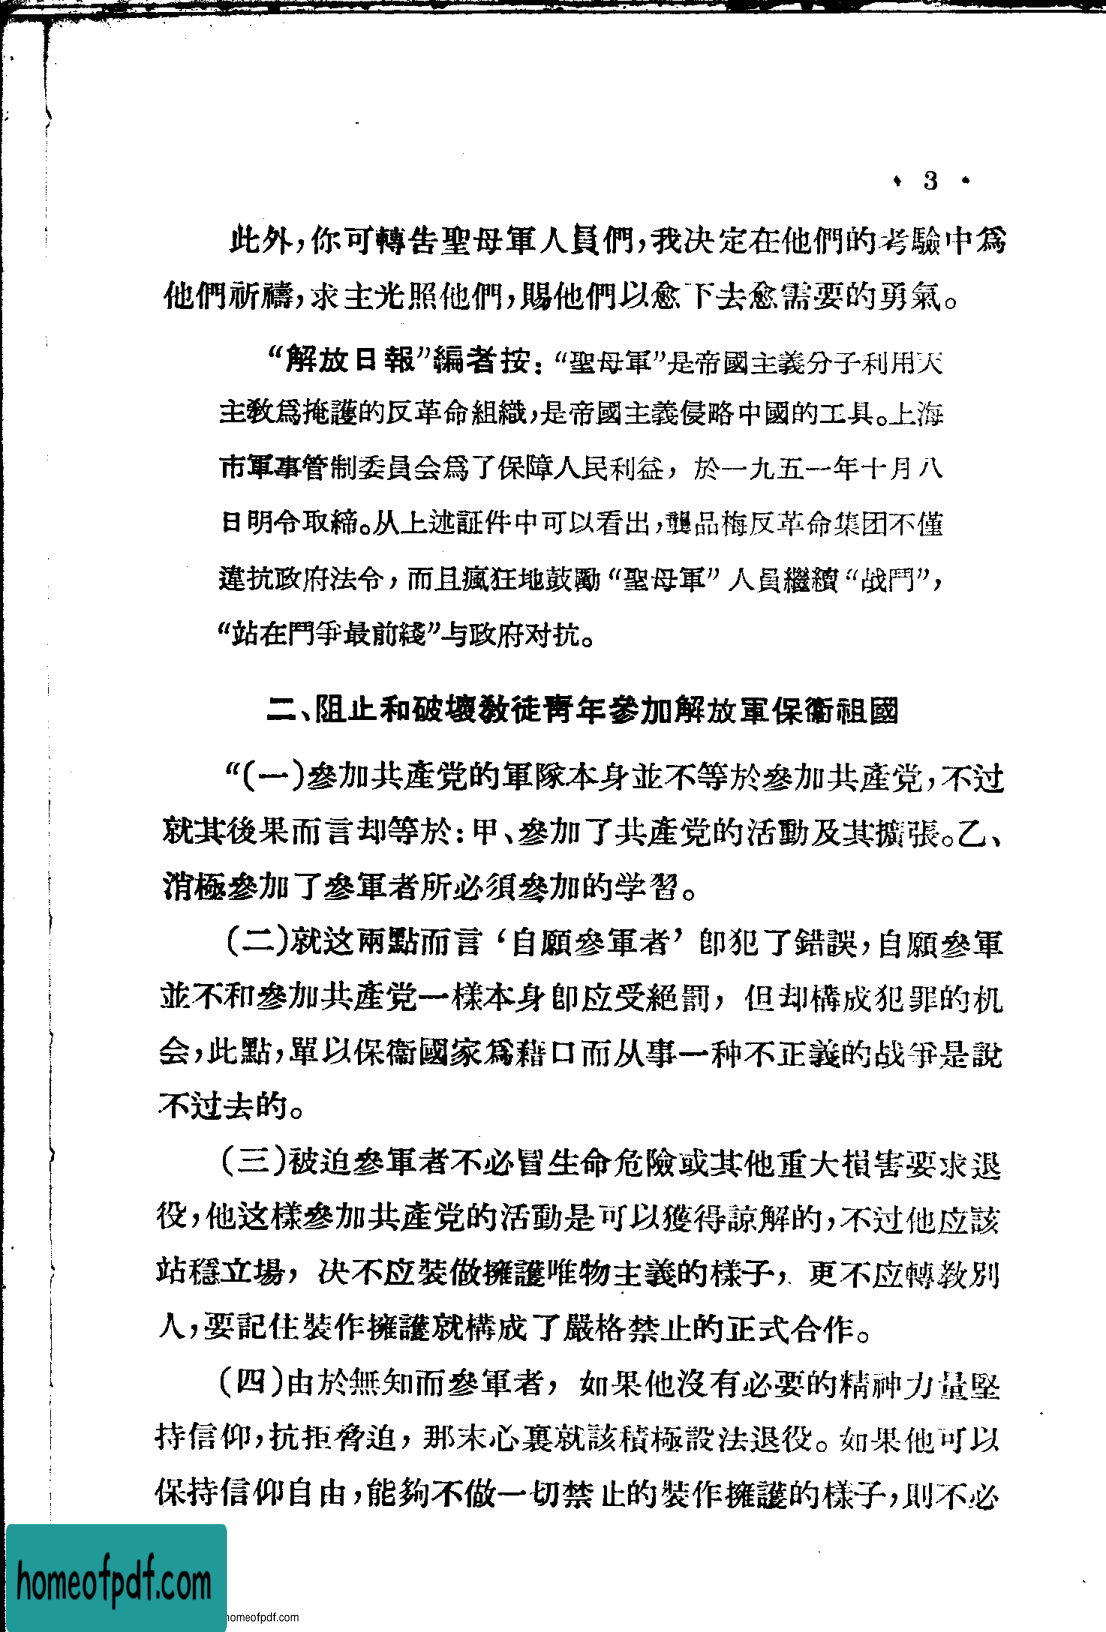 · 3 ·
此外，你可轉告聖母軍人員們，我决定在他們的考驗中爲
他們祈禱，求主光照他們，賜他們以愈下去愈需要的勇氣。
“解放日報”編者按：“聖母軍”是帝國主義分子利用天
主教爲掩護的反革命組織，是帝國主義侵略中國的工具。上海
市軍事管制委員会爲了保障人民利益，於一九五一年十月八
日明令取締。从上述証件中可以看出，龔品梅反革命集团不僅
違抗政府法令，而且瘋狂地鼓勵“聖母軍”人員繼續“战鬥”，
“站在鬥爭最前綫”与政府对抗。
二、阻止和破壞教徒靑年參加解放軍保衞祖國
“(一)參加共產党的軍隊本身並不等於參加共產党，不过
就其後果而言却等於：甲、參加了共產党的活動及其擴張。乙、
消極參加了參軍者所必須參加的学習。
(二)就这兩點而言‘自願參軍者’卽犯了錯誤，自願參軍
並不和參加共產党一樣本身卽应受絕罰，但却構成犯罪的机
会，此點，單以保衞國家爲藉口而从事一种不正義的战爭是說
不过去的。
(三)被迫參軍者不必冒生命危險或其他重大損害要求退
役，他这樣參加共產党的活動是可以獲得諒解的，不过他应該
站穩立場，决不应裝做擁護唯物主義的樣子，更不应轉教別
人，要記住裝作擁護就構成了嚴格禁止的正式合作。
(四)由於無知而參軍者，如果他沒有必要的精神力量堅
持信仰，抗拒脅迫，那末心裏就該積極設法退役。如果他可以
保持信仰自由，能夠不做一切禁止的裝作擁護的樣子，則不必
homeofpdf.com
homeofpdf.com